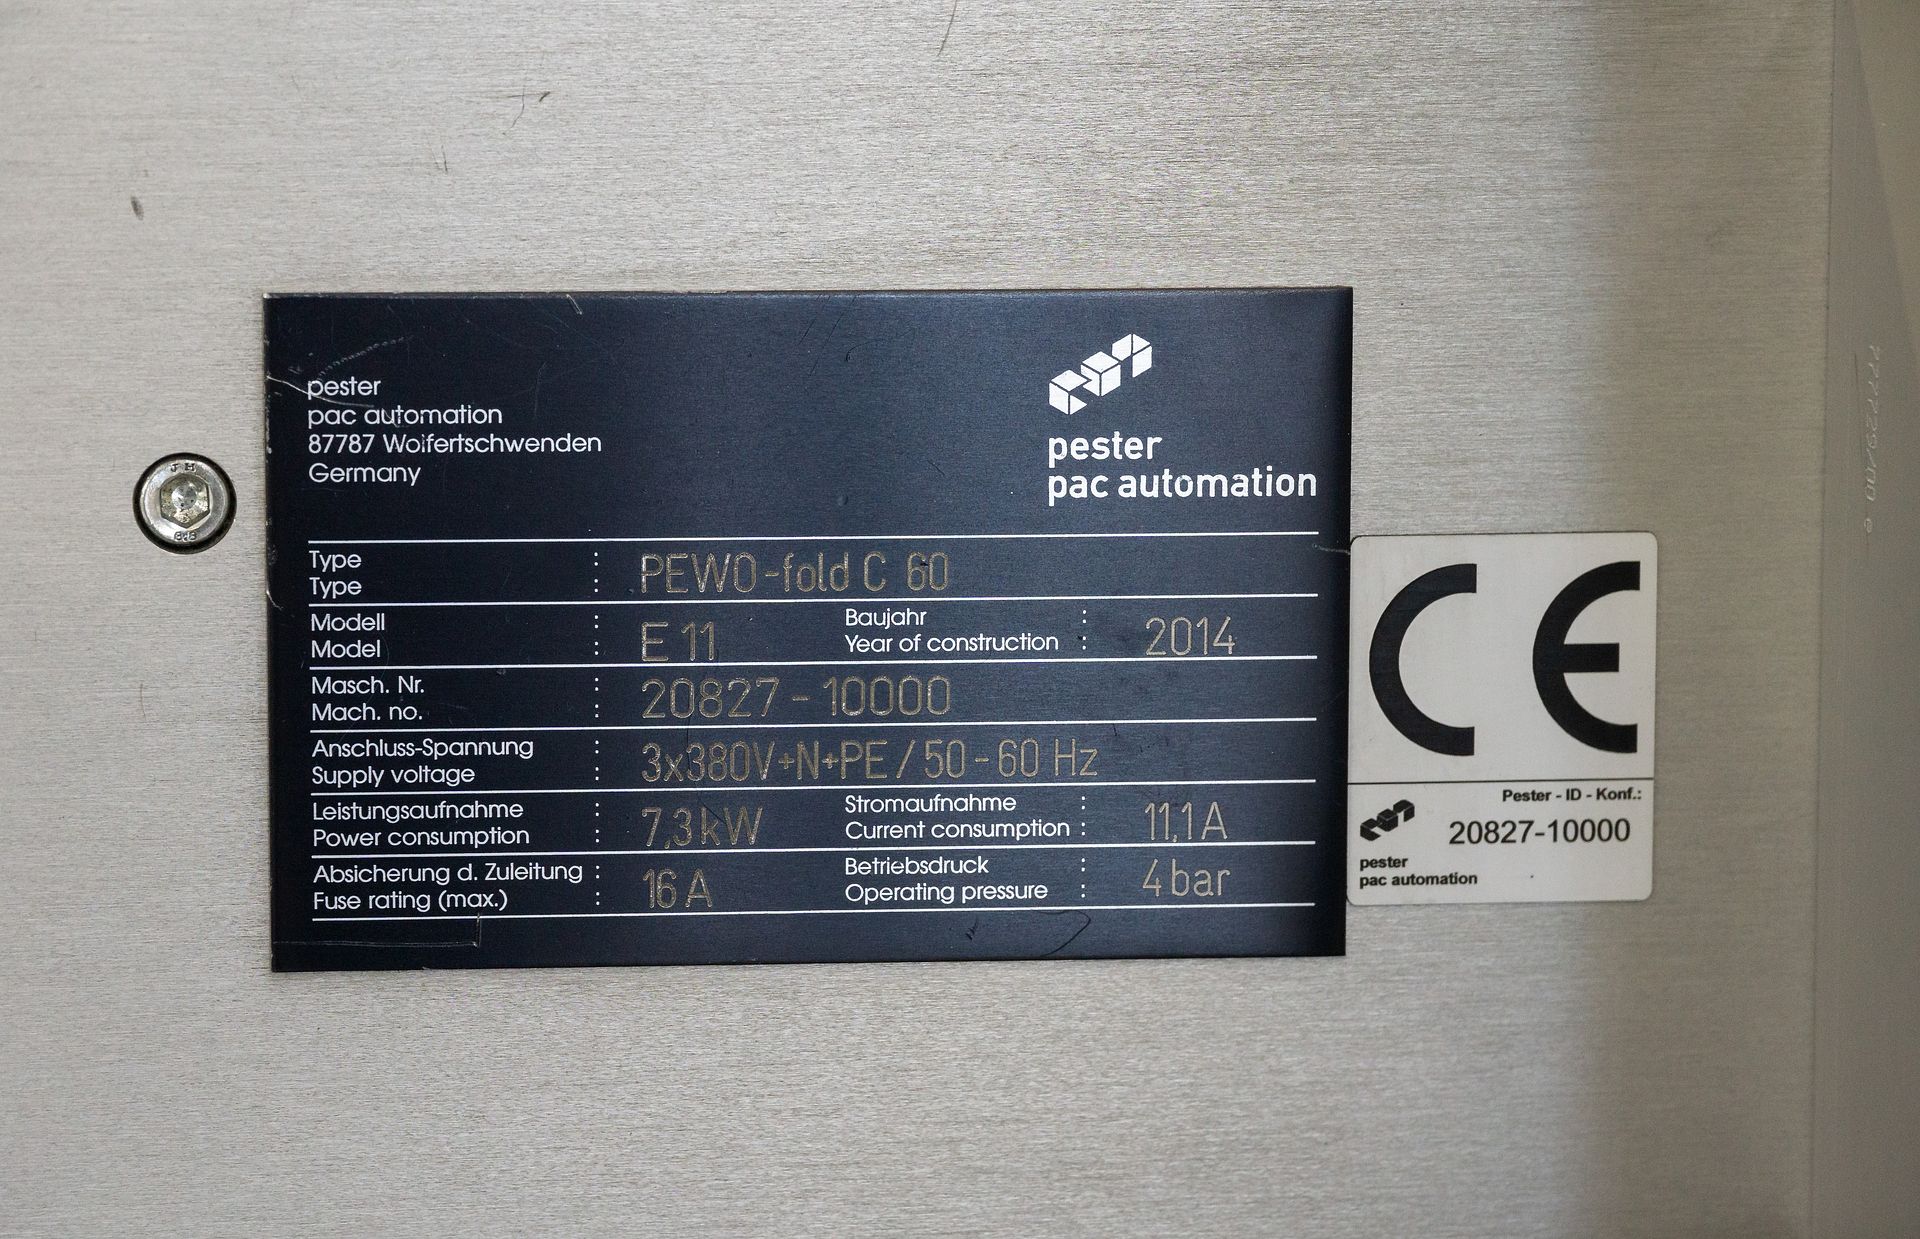 pester
pac automation
87787 Wolfertschwenden
Germany
pester
pac automation
Type : PEWO-fold C 60
Type :
Modell : E 11 Baujahr : 2014
Model : Year of construction :
Masch. Nr. : 20827-10000
Mach. no. :
Anschluss-Spannung : 3x380V+N+PE / 50-60 Hz
Supply voltage :
Leistungsaufnahme : 7,3kW Stromaufnahme : 11,1A
Power consumption : Current consumption :
Absicherung d. Zuleitung : 16 A Betriebsdruck : 4 bar
Fuse rating (max.) : Operating pressure :
CE
Pester - ID - Konf.:
20827-10000
pester
pac automation
JH